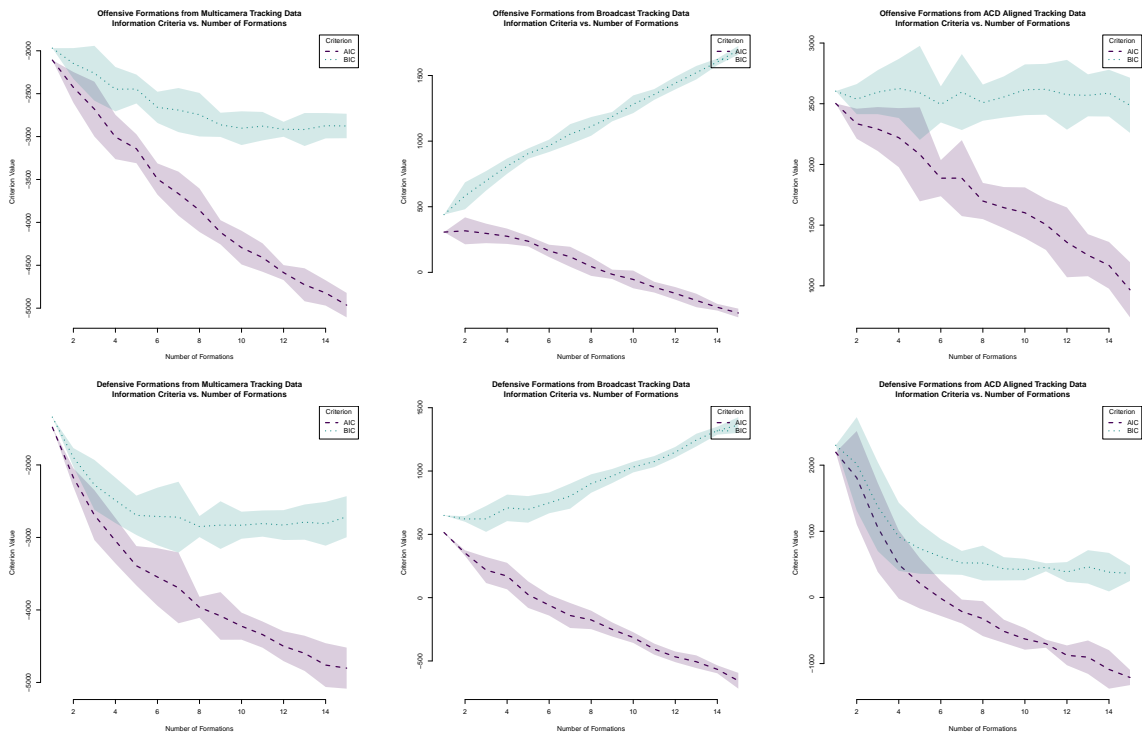 Offensive Formations from Multicamera Tracking Data
Information Criteria vs. Number of Formations
Criterion
AIC
BIC
Criterion Value
-2000
-2500
-3000
-3500
-4000
-4500
-5000
2 4 6 8 10 12 14
Number of Formations
Offensive Formations from Broadcast Tracking Data
Information Criteria vs. Number of Formations
Criterion
AIC
BIC
Criterion Value
1500
1000
500
0
2 4 6 8 10 12 14
Number of Formations
Offensive Formations from ACD Aligned Tracking Data
Information Criteria vs. Number of Formations
Criterion
AIC
BIC
Criterion Value
3000
2500
2000
1500
1000
2 4 6 8 10 12 14
Number of Formations
Defensive Formations from Multicamera Tracking Data
Information Criteria vs. Number of Formations
Criterion
AIC
BIC
Criterion Value
-2000
-3000
-4000
-5000
2 4 6 8 10 12 14
Number of Formations
Defensive Formations from Broadcast Tracking Data
Information Criteria vs. Number of Formations
Criterion
AIC
BIC
Criterion Value
1500
1000
500
0
-500
2 4 6 8 10 12 14
Number of Formations
Defensive Formations from ACD Aligned Tracking Data
Information Criteria vs. Number of Formations
Criterion
AIC
BIC
Criterion Value
2000
1000
0
-1000
2 4 6 8 10 12 14
Number of Formations